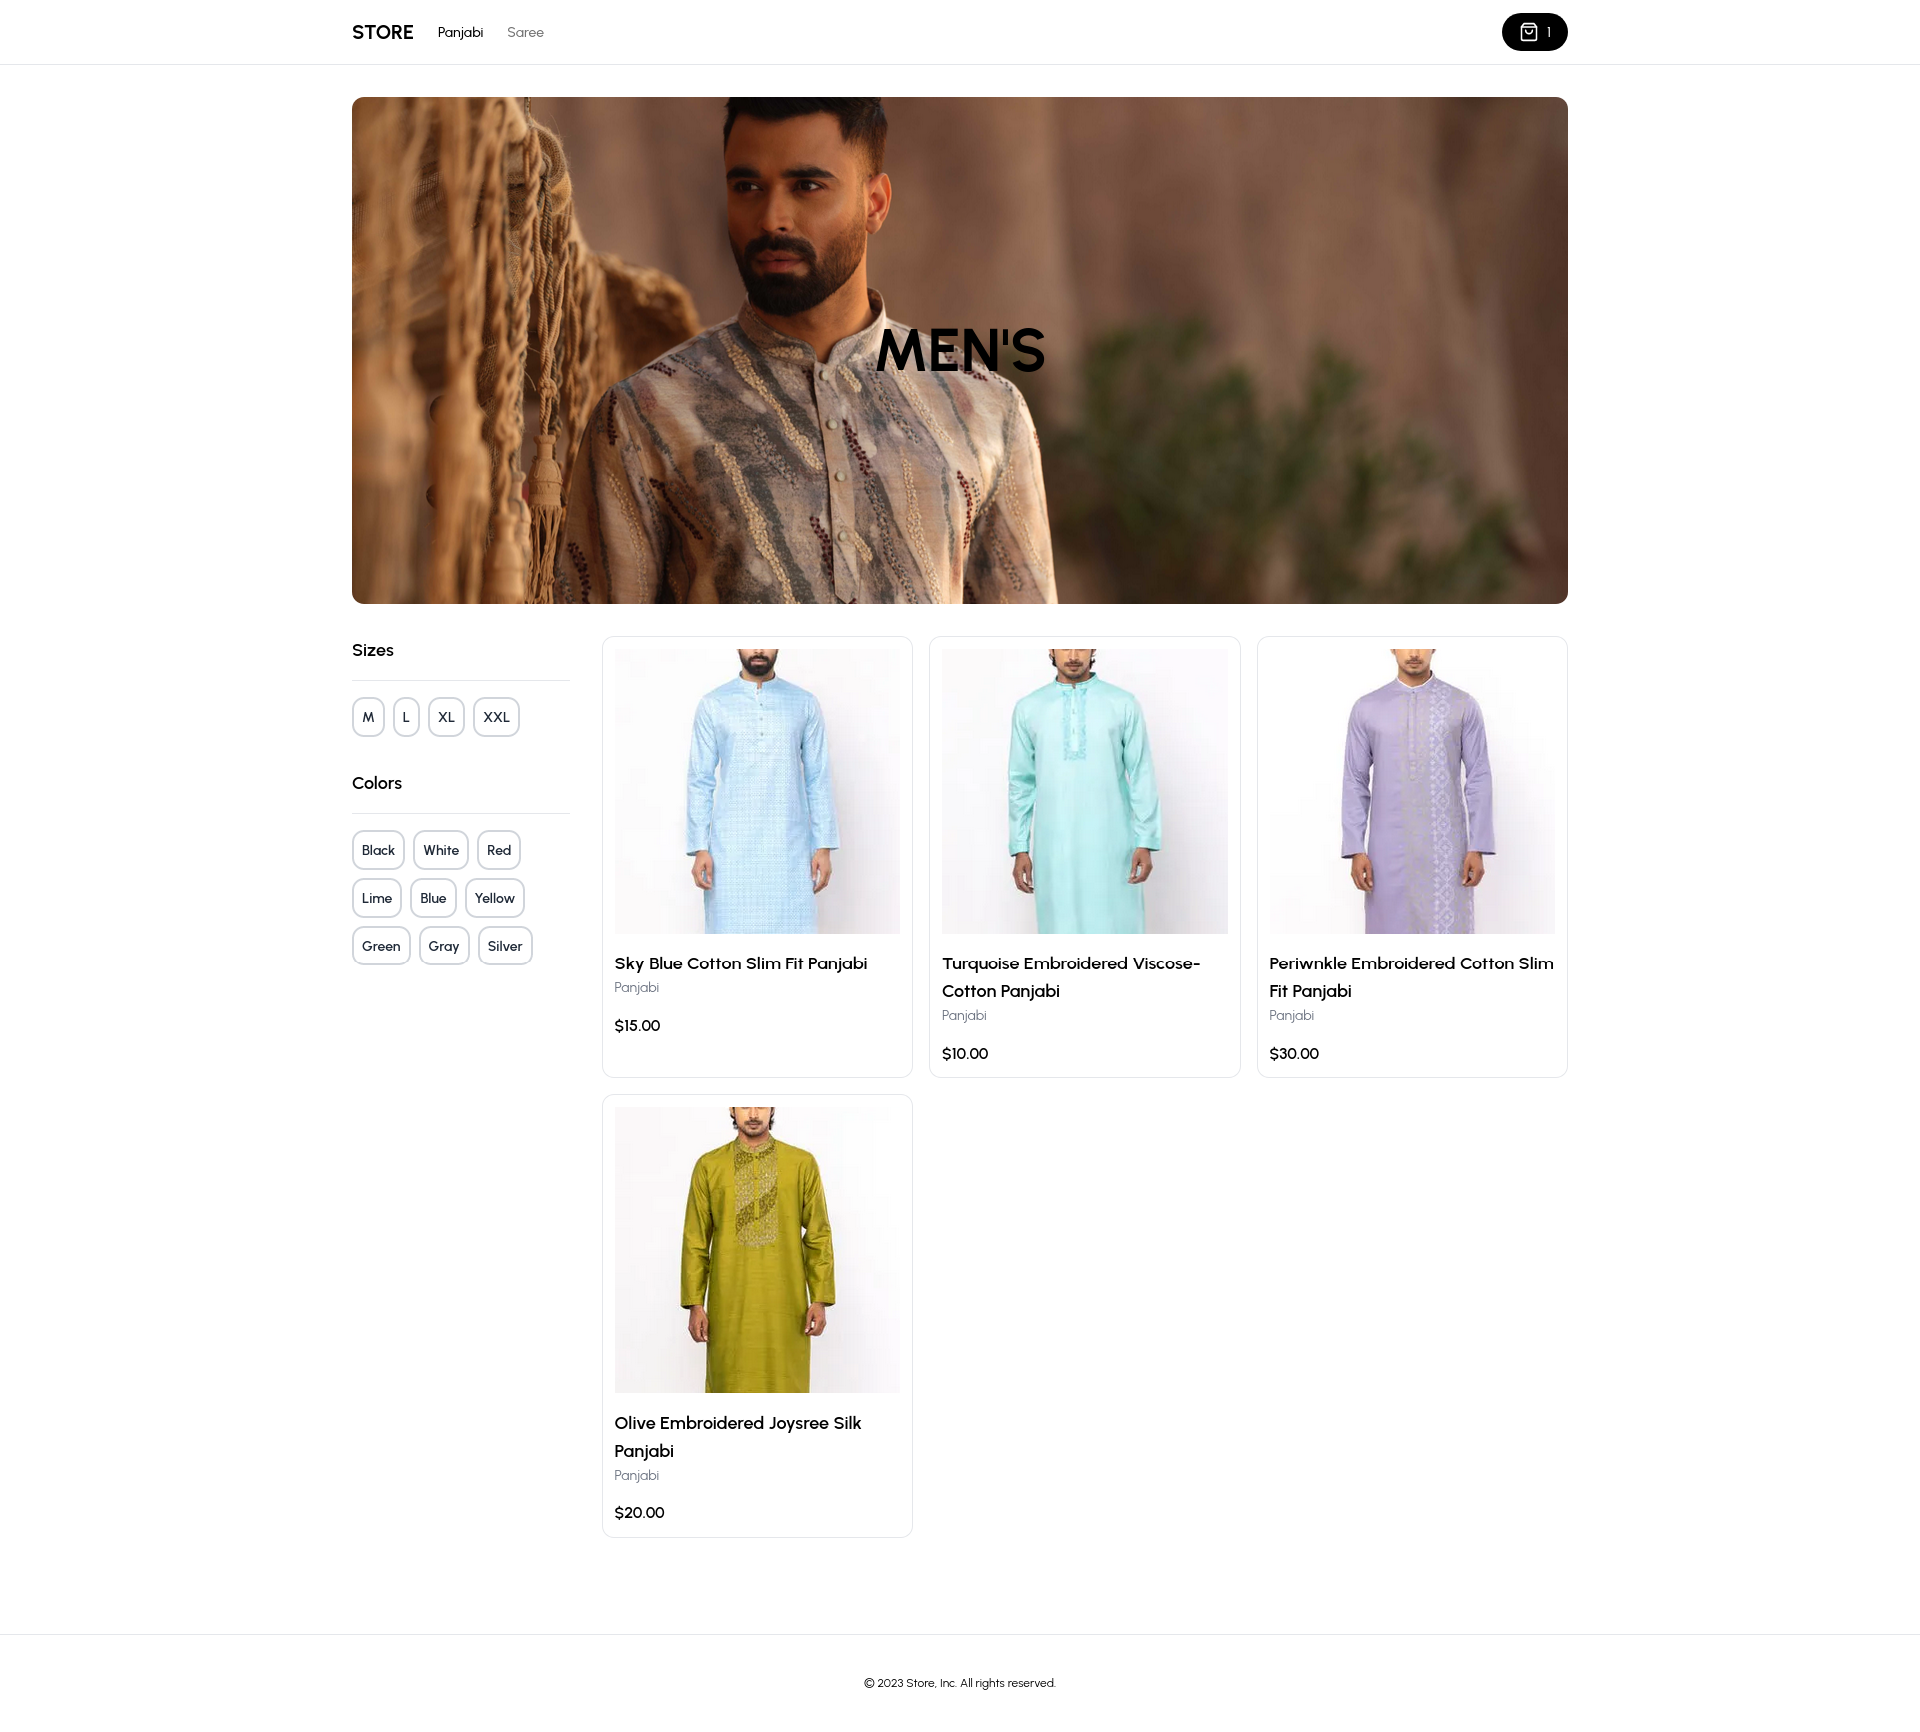 STORE
Panjabi
Saree
1
MEN'S
Sizes
M
L
XL
XXL
Colors
Black
White
Red
Lime
Blue
Yellow
Green
Gray
Silver
Sky Blue Cotton Slim Fit Panjabi
Panjabi
$15.00
Turquoise Embroidered Viscose-
Cotton Panjabi
Panjabi
$10.00
Periwnkle Embroidered Cotton Slim
Fit Panjabi
Panjabi
$30.00
Olive Embroidered Joysree Silk
Panjabi
Panjabi
$20.00
© 2023 Store, Inc. All rights reserved.